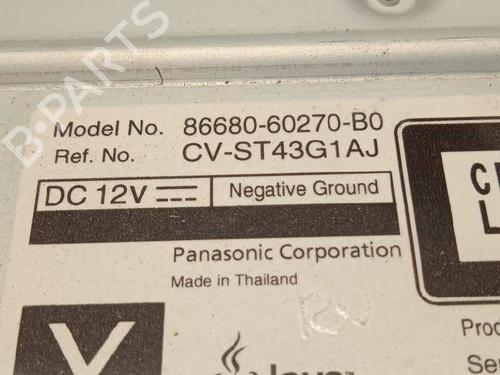 B-PARTS
Model No. 86680-60270-B0
Ref. No. CV-ST43G1AJ
DC 12V Negative Ground
Panasonic Corporation
Made in Thailand
Y